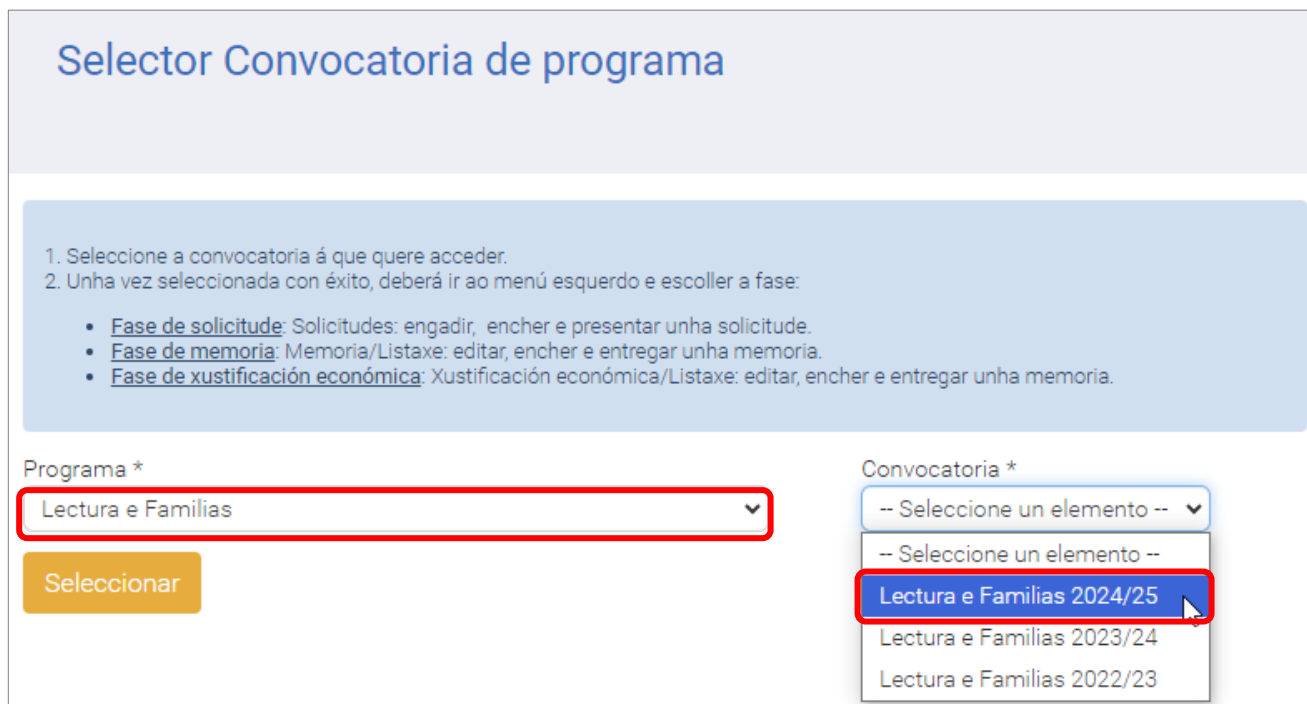 Selector Convocatoria de programa
1. Seleccione a convocatoria á que quere acceder.
2. Unha vez seleccionada con éxito, deberá ir ao menú esquerdo e escoller a fase:
• Fase de solicitude: Solicitudes: engadir, encher e presentar unha solicitude.
• Fase de memoria: Memoria/Listaxe: editar, encher e entregar unha memoria.
• Fase de xustificación económica: Xustificación económica/Listaxe: editar, encher e entregar unha memoria.
Programa *
Lectura e Familias
Seleccionar
Convocatoria *
-- Seleccione un elemento --
-- Seleccione un elemento --
Lectura e Familias 2024/25
Lectura e Familias 2023/24
Lectura e Familias 2022/23